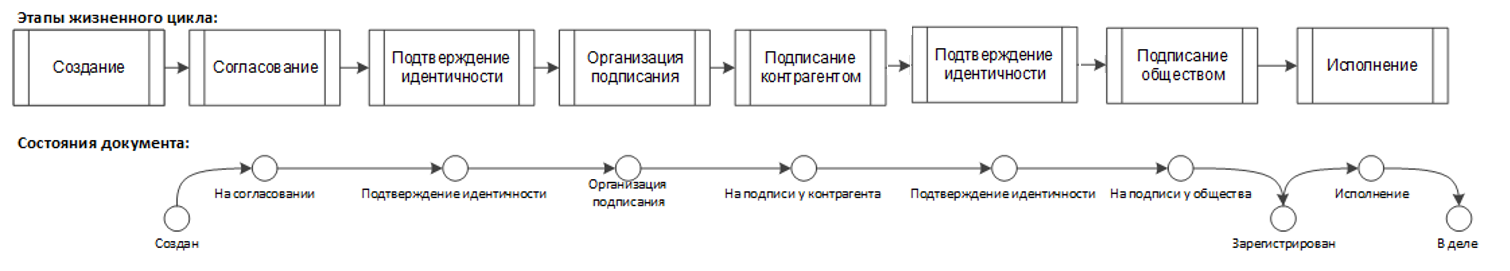 Этапы жизненного цикла:
Создание
Согласование
Подтверждение
идентичности
Организация
подписания
Подписание
контрагентом
Подтверждение
идентичности
Подписание
обществом
Исполнение
Состояния документа:
Создан
На согласовании
Подтверждение идентичности
Организация
подписания
На подписи у контрагента
Подтверждение идентичности
На подписи у общества
Зарегистрирован
Исполнение
В деле